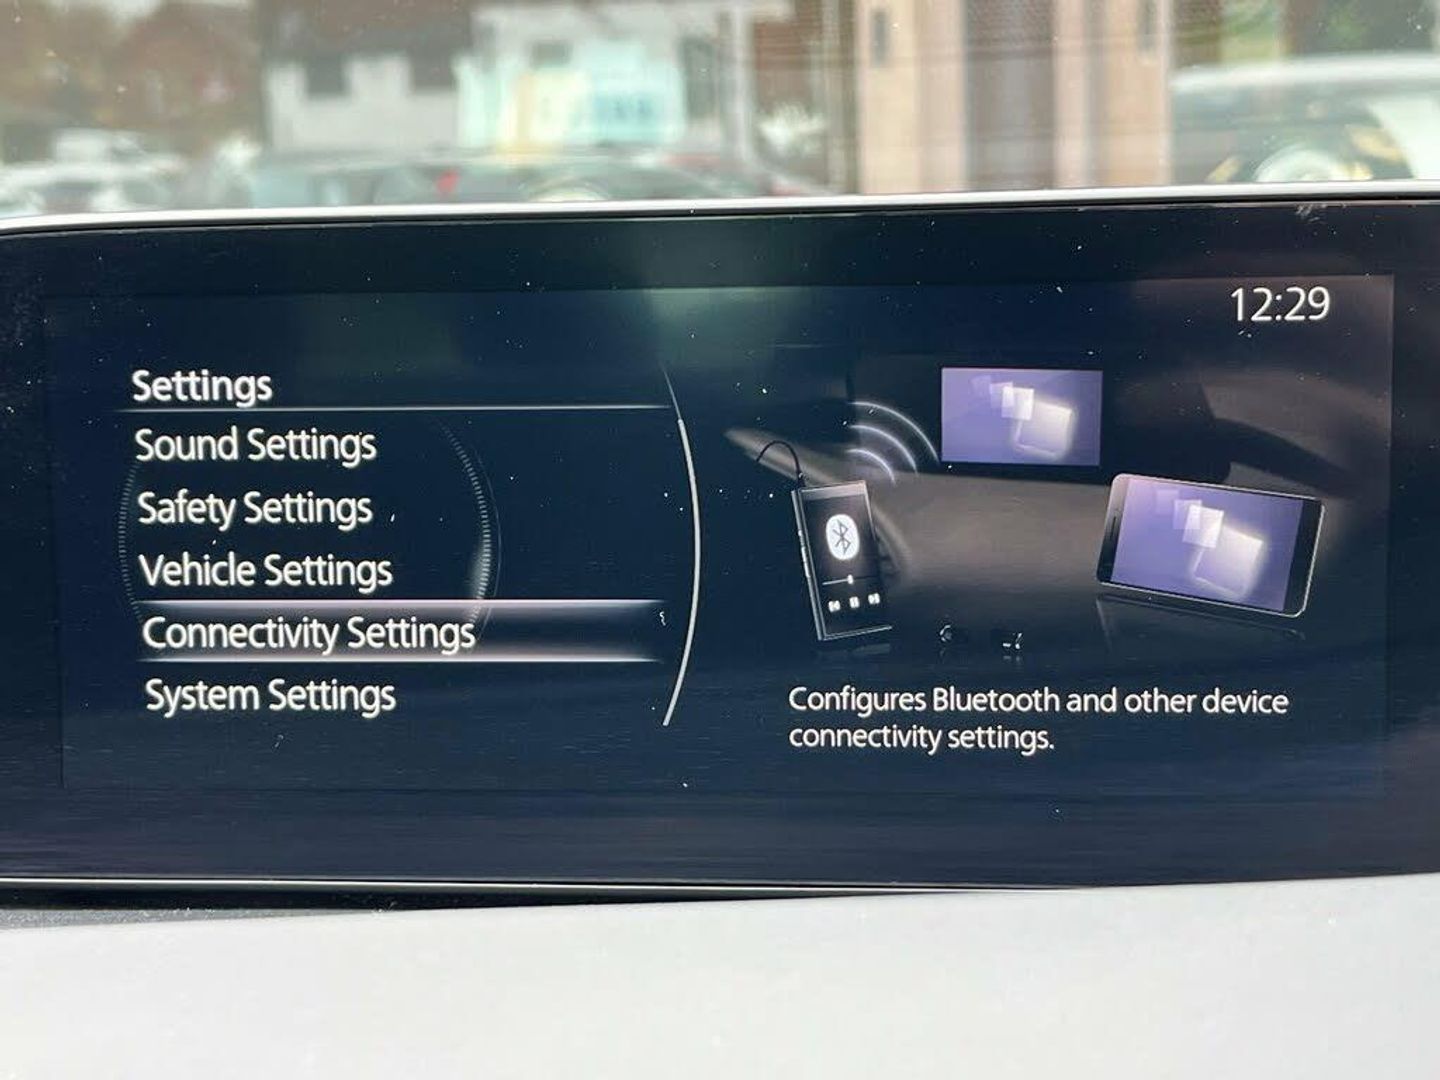 12:29
Settings
Sound Settings
Safety Settings
Vehicle Settings
Connectivity Settings
System Settings
Configures Bluetooth and other device
connectivity settings.